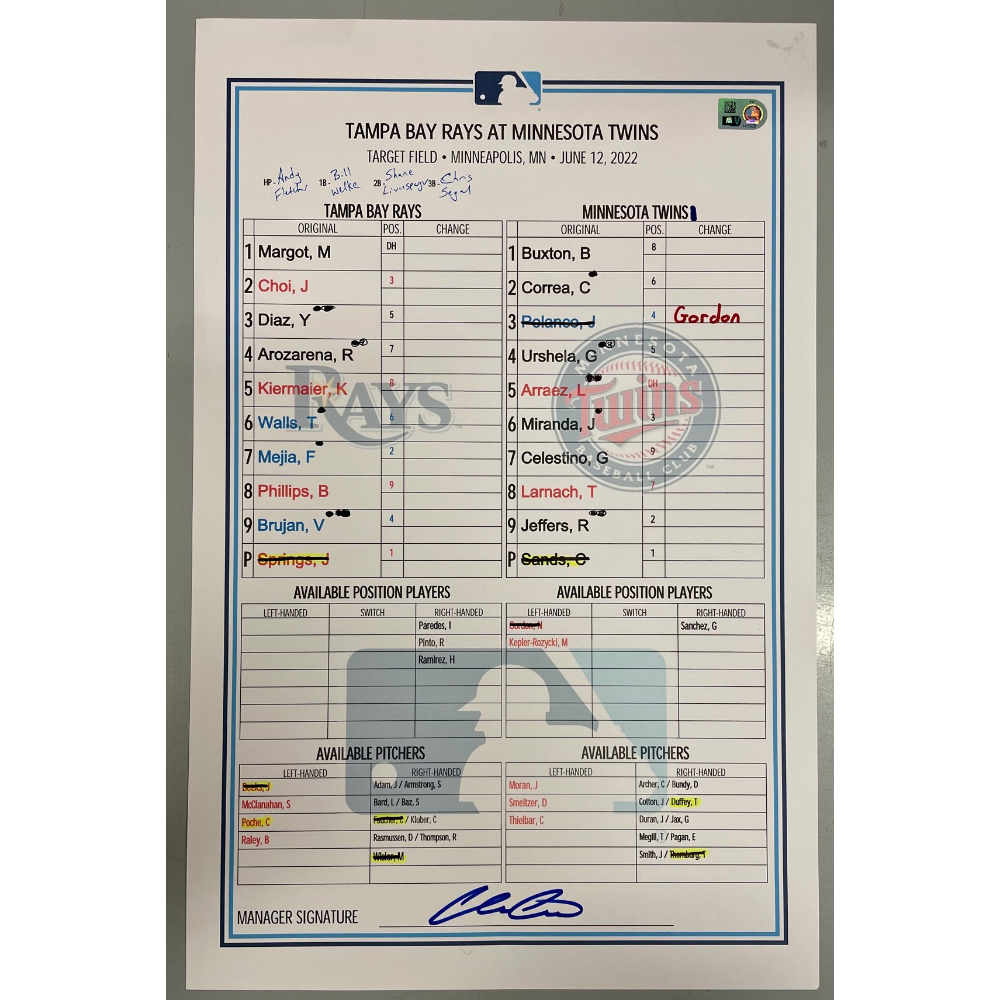 TAMPA BAY RAYS AT MINNESOTA TWINS
TARGET FIELD • MINNEAPOLIS, MN • JUNE 12, 2022
HP- Andy Fletcher 1B- Bill Welke 2B- Shane 3B- Chris Segal
TAMPA BAY RAYS
ORIGINAL POS. CHANGE
1 Margot, M DH
2 Choi, J 3
3 Diaz, Y 5
4 Arozarena, R 7
5 Kiermaier, K 8
6 Walls, T 6
7 Mejia, F 2
8 Phillips, B 9
9 Brujan, V 4
P Springs, J 1
RAYS
MINNESOTA TWINS
ORIGINAL POS. CHANGE
1 Buxton, B 8
2 Correa, C 6
3 Polanco, J 4 Gordon
4 Urshela, G 5
5 Arraez, L DH
6 Miranda, J 3
7 Celestino, G 9
8 Larnach, T 7
9 Jeffers, R 2
P Sands, C 1
MINNESOTA
Twins
BASEBALL CLUB
TM
AVAILABLE POSITION PLAYERS
LEFT-HANDED SWITCH RIGHT-HANDED
Paredes, I
Pinto, R
Ramirez, H
AVAILABLE POSITION PLAYERS
LEFT-HANDED SWITCH RIGHT-HANDED
Gordon, N Sanchez, G
Kepler-Rozycki, M
AVAILABLE PITCHERS
LEFT-HANDED RIGHT-HANDED
Beeks, J Adam, J / Armstrong, S
McClanahan, S Bard, L / Baz, S
Poche, C Faucher, C / Kluber, C
Raley, B Rasmussen, D / Thompson, R
Wisler, M
AVAILABLE PITCHERS
LEFT-HANDED RIGHT-HANDED
Moran, J Archer, C / Bundy, D
Smeltzer, D Cotton, J / Duffey, T
Thielbar, C Duran, J / Jax, G
Megill, T / Pagan, E
Smith, J / Thornburg, T
MANAGER SIGNATURE